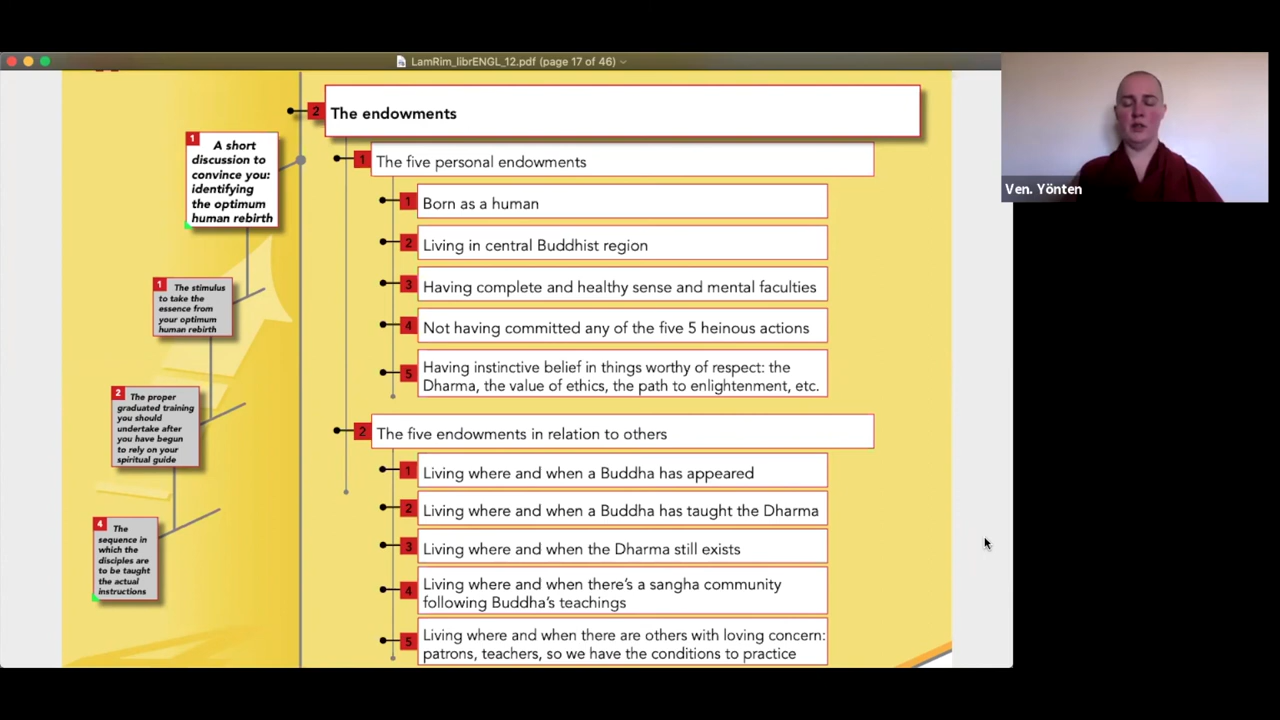 LamRim_librENGL_12.pdf (page 17 of 46)
2 The endowments
1 The five personal endowments
1 Born as a human
2 Living in central Buddhist region
3 Having complete and healthy sense and mental faculties
4 Not having committed any of the five 5 heinous actions
5 Having instinctive belief in things worthy of respect: the
Dharma, the value of ethics, the path to enlightenment, etc.
2 The five endowments in relation to others
1 Living where and when a Buddha has appeared
2 Living where and when a Buddha has taught the Dharma
3 Living where and when the Dharma still exists
4 Living where and when there's a sangha community
following Buddha's teachings
5 Living where and when there are others with loving concern:
patrons, teachers, so we have the conditions to practice
1 A short
discussion to
convince you:
identifying
the optimum
human rebirth
1 The stimulus
to take the
essence from
your optimum
human rebirth
2 The proper
graduated training
you should
undertake after
you have begun
to rely on your
spiritual guide
4 The
sequence in
which the
disciples are
to be taught
the actual
instructions
Ven. Yönten